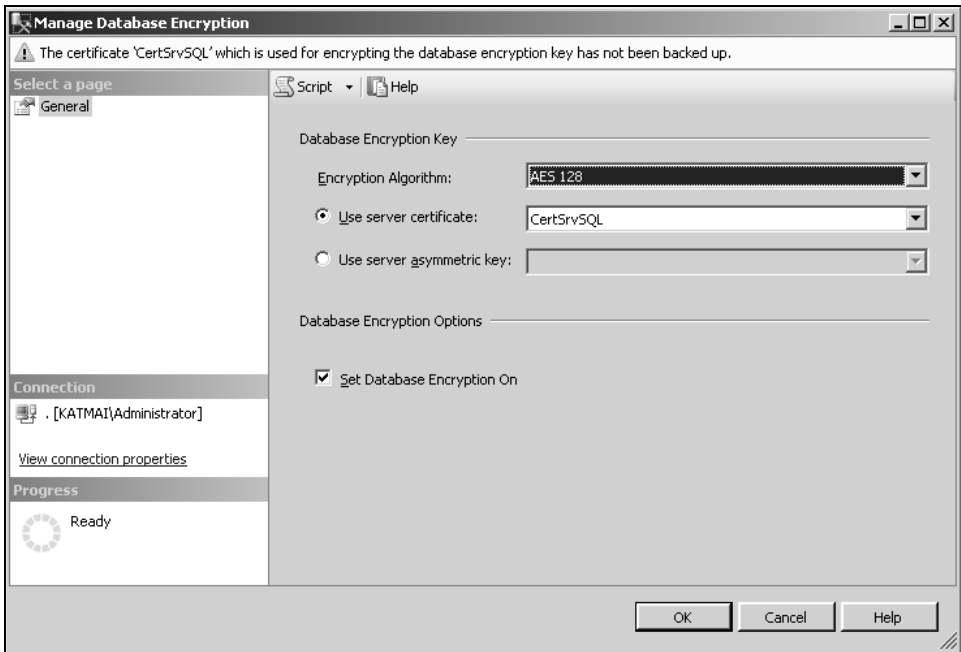 Manage Database Encryption
The certificate 'CertSrvSQL' which is used for encrypting the database encryption key has not been backed up.
Select a page
General
Script
Help
Database Encryption Key
Encryption Algorithm:
AES 128
Use server certificate:
CertSrvSQL
Use server asymmetric key:
Database Encryption Options
Set Database Encryption On
Connection
. [KATMAI\Administrator]
View connection properties
Progress
Ready
OK
Cancel
Help